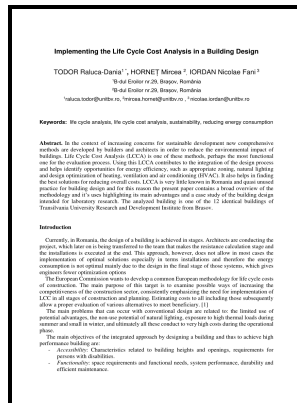 Implementing the Life Cycle Cost Analysis in a Building Design
TODOR Raluca-Dania, HORNEȚ Mircea, IORDAN Nicolae Fani
B-dul Eroilor nr.29, Brașov, România
B-dul Eroilor nr.29, Brașov, România
raluca.todor@unitbv.ro, mircea.hornet@unitbv.ro, nicolae.iordan@unitbv.ro
Keywords: life cycle analysis, life cycle cost analysis, sustainability, reducing energy consumption
Abstract. In the context of increasing concerns for sustainable development new comprehensive
methods are developed by builders and architects in order to reduce the environmental impact of
buildings. Life Cycle Cost Analysis (LCCA) is one of these methods, perhaps the most functional
one for the evaluation process. Using this LCCA contributes to the integration of the design process
and helps identify opportunities for energy efficiency, such as appropriate zoning, natural lighting
and design optimization of heating, ventilation and air conditioning (HVAC). It also helps in finding
the best solutions for reducing overall costs. LCCA is very little known in Romania and quasi unused
practice for building design and for this reason the present paper contains a broad overview of the
methodology and it's uses highlighting its main advantages and a case study of the building design
intended for laboratory research. The analyzed building is one of the 12 identical buildings of
Transilvania University Research and Development Institute from Brasov.
Introduction
Currently, in Romania, the design of a building is achieved in stages. Architects are conducting the
project, which later on is being transferred to the team that makes the resistance calculation stage and
the installations is executed at the end. This approach, however, does not allow in most cases the
implementation of optimal solutions especially in terms installations and therefore the energy
consumption is not optimal mainly due to the design in the final stage of those systems, which gives
engineers fewer optimization options.
The European Commission wants to develop a common European methodology for life cycle costs
of construction. The main purpose of this target is to examine possible ways of increasing the
competitiveness of the construction sector, consistently emphasizing the need for implementation of
LCC in all stages of construction and planning. Estimating costs to all including those subsequently
allow a proper evaluation of various alternatives to meet beneficiary. [1]
The main problems that can occur with conventional design are related to: the limited use of
potential advantages, the non-use potential of natural lighting, exposure to high thermal loads during
summer and small in winter, and ultimately all these conduct to very high costs during the operational
phase.
The main objectives of the integrated approach by designing a building and thus to achieve high
performance building are:
- Accessibility: Characteristics related to building heights and openings, requirements for
persons with disabilities.
- Functionality: space requirements and functional needs, system performance, durability and
efficient maintenance.